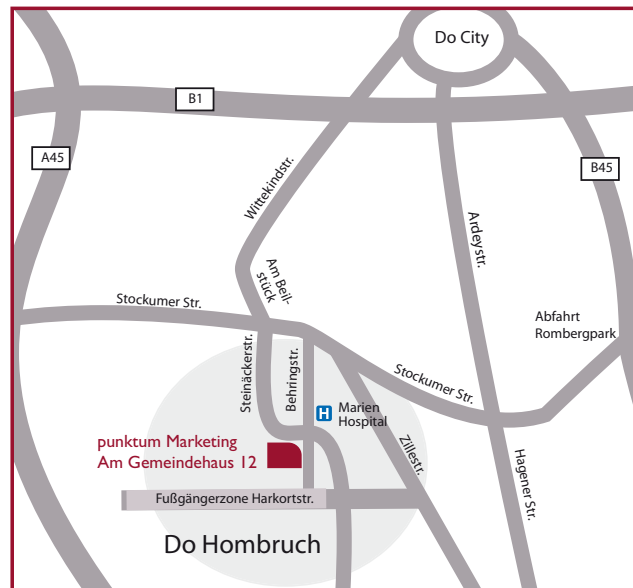 Do City
B1
A45
B45
Wittekindstr.
Ardeystr.
Am Beil-
stück
Stockumer Str.
Abfahrt
Rombergpark
Steinäckerstr.
Behringstr.
Stockumer Str.
Marien
Hospital
H
Zillestr.
punktum Marketing
Am Gemeindehaus 12
Hagener Str.
Fußgängerzone Harkortstr.
Do Hombruch